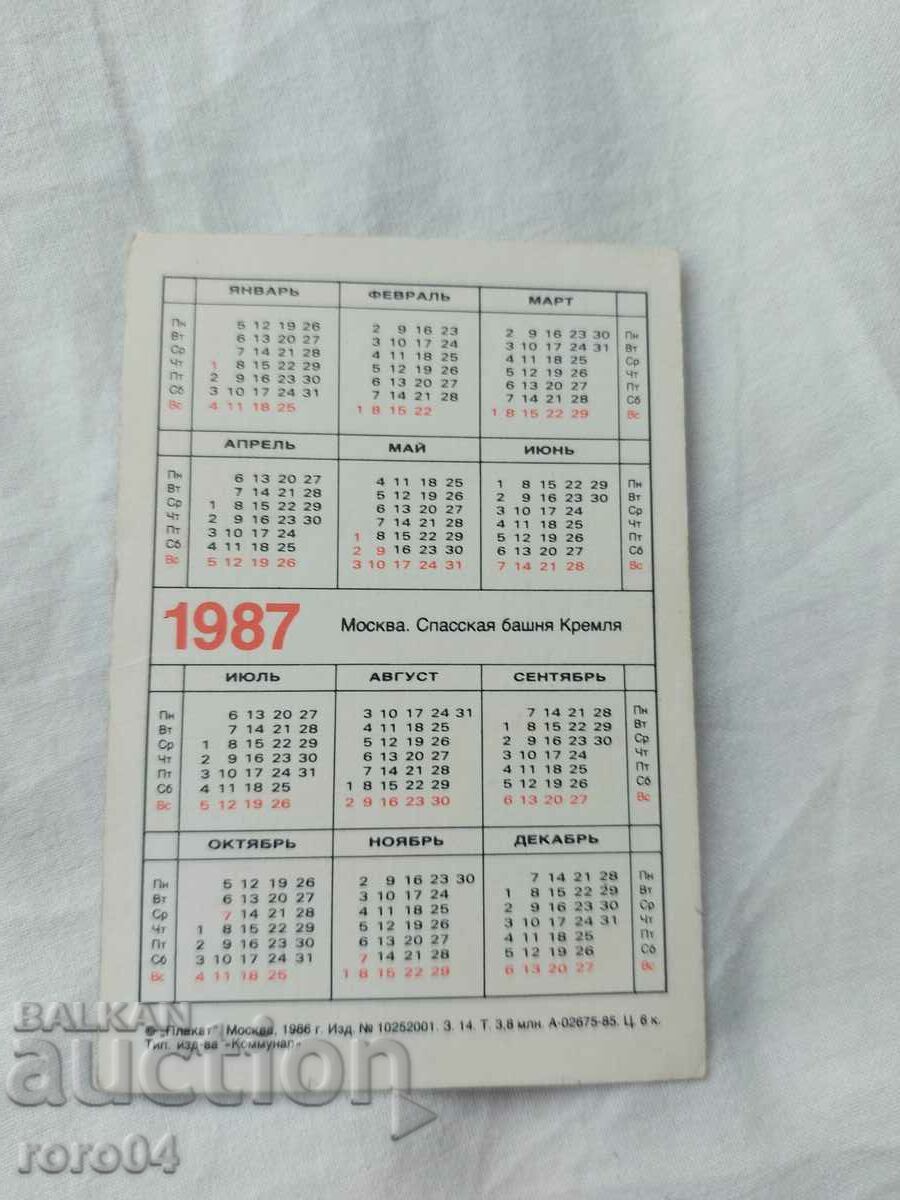 ЯНВАРЬ ФЕВРАЛЬ МАРТ
Пн 5 12 19 26 2 9 16 23 2 9 16 23 30 Пн
Вт 6 13 20 27 3 10 17 24 3 10 17 24 31 Вт
Ср 7 14 21 28 4 11 18 25 4 11 18 25 Ср
Чт 1 8 15 22 29 5 12 19 26 5 12 19 26 Чт
Пт 2 9 16 23 30 6 13 20 27 6 13 20 27 Пт
Сб 3 10 17 24 31 7 14 21 28 7 14 21 28 Сб
Вс 4 11 18 25 1 8 15 22 1 8 15 22 29 Вс
АПРЕЛЬ МАЙ ИЮНЬ
Пн 6 13 20 27 4 11 18 25 1 8 15 22 29 Пн
Вт 7 14 21 28 5 12 19 26 2 9 16 23 30 Вт
Ср 1 8 15 22 29 6 13 20 27 3 10 17 24 Ср
Чт 2 9 16 23 30 7 14 21 28 4 11 18 25 Чт
Пт 3 10 17 24 1 8 15 22 29 5 12 19 26 Пт
Сб 4 11 18 25 2 9 16 23 30 6 13 20 27 Сб
Вс 5 12 19 26 3 10 17 24 31 7 14 21 28 Вс
1987 Москва. Спасская башня Кремля
ИЮЛЬ АВГУСТ СЕНТЯБРЬ
Пн 6 13 20 27 3 10 17 24 31 7 14 21 28 Пн
Вт 7 14 21 28 4 11 18 25 1 8 15 22 29 Вт
Ср 1 8 15 22 29 5 12 19 26 2 9 16 23 30 Ср
Чт 2 9 16 23 30 6 13 20 27 3 10 17 24 Чт
Пт 3 10 17 24 31 7 14 21 28 4 11 18 25 Пт
Сб 4 11 18 25 1 8 15 22 29 5 12 19 26 Сб
Вс 5 12 19 26 2 9 16 23 30 6 13 20 27 Вс
ОКТЯБРЬ НОЯБРЬ ДЕКАБРЬ
Пн 5 12 19 26 2 9 16 23 30 7 14 21 28 Пн
Вт 6 13 20 27 3 10 17 24 1 8 15 22 29 Вт
Ср 7 14 21 28 4 11 18 25 2 9 16 23 30 Ср
Чт 1 8 15 22 29 5 12 19 26 3 10 17 24 31 Чт
Пт 2 9 16 23 30 6 13 20 27 4 11 18 25 Пт
Сб 3 10 17 24 31 7 14 21 28 5 12 19 26 Сб
Вс 4 11 18 25 1 8 15 22 29 6 13 20 27 Вс
© „Плакат" Москва, 1986 г. Изд. № 10252001. З. 14. Т. 3,8 млн. А-02675-85. Ц. 6 к.
Тип. изд-ва «Коммунар»
BALKAN
auction
roro04